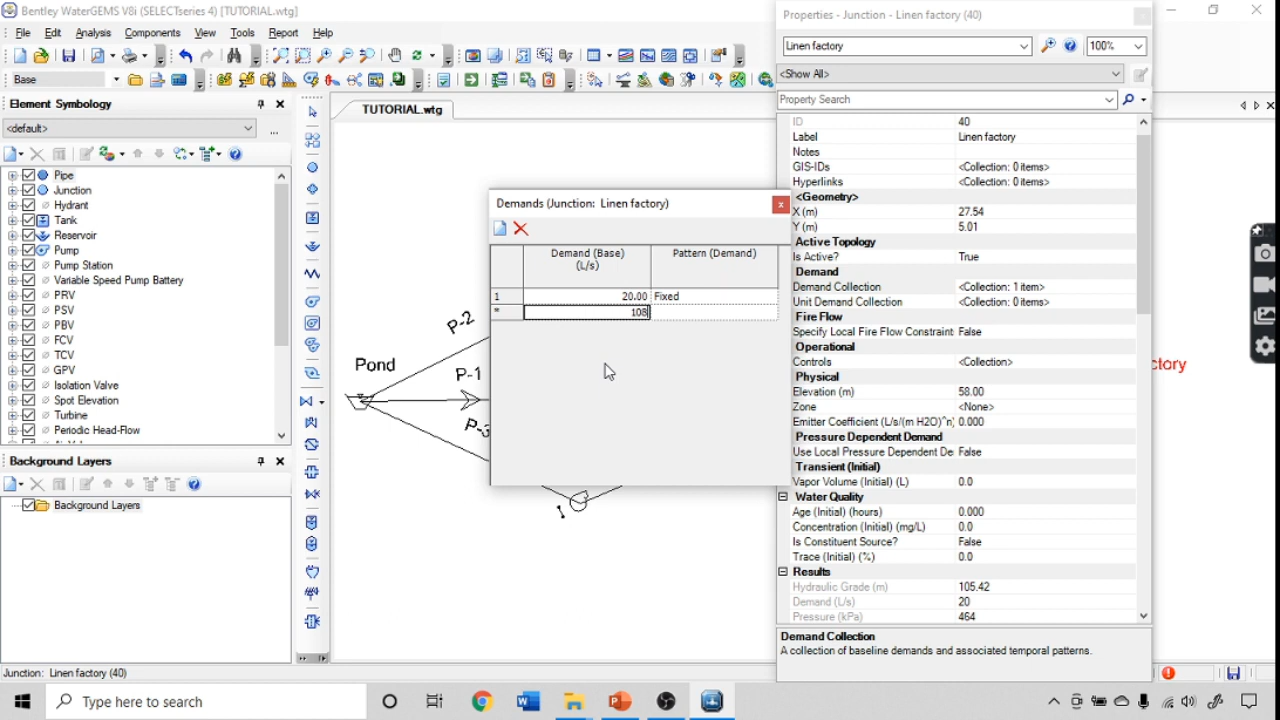 Bentley WaterGEMS V8i (SELECTseries 4) [TUTORIAL.wtg]
File Edit Analysis Components View Tools Report Help
Base
Element Symbology
<default>
...
Pipe
Junction
Hydrant
Tank
Reservoir
Pump
Pump Station
Variable Speed Pump Battery
PRV
PSV
PBV
FCV
TCV
GPV
Isolation Valve
Spot Elevation
Turbine
Periodic Head-Flow
Background Layers
Background Layers
TUTORIAL.wtg
Pond
P-2
P-1
P-3
ctory
Demands (Junction: Linen factory)
Demand (Base) (L/s) Pattern (Demand)
1 20.00 Fixed
* 108
Properties - Junction - Linen factory (40)
Linen factory 100%
<Show All>
Property Search
ID 40
Label Linen factory
Notes
GIS-IDs <Collection: 0 items>
Hyperlinks <Collection: 0 items>
<Geometry>
X (m) 27.54
Y (m) 5.01
Active Topology
Is Active? True
Demand
Demand Collection <Collection: 1 item>
Unit Demand Collection <Collection: 0 items>
Fire Flow
Specify Local Fire Flow Constraint False
Operational
Controls <Collection>
Physical
Elevation (m) 58.00
Zone <None>
Emitter Coefficient (L/s/(m H2O)^n) 0.000
Pressure Dependent Demand
Use Local Pressure Dependent De False
Transient (Initial)
Vapor Volume (Initial) (L) 0.0
Water Quality
Age (Initial) (hours) 0.000
Concentration (Initial) (mg/L) 0.0
Is Constituent Source? False
Trace (Initial) (%) 0.0
Results
Hydraulic Grade (m) 105.42
Demand (L/s) 20
Pressure (kPa) 464
Demand Collection
A collection of baseline demands and associated temporal patterns.
Junction: Linen factory (40)
Type here to search